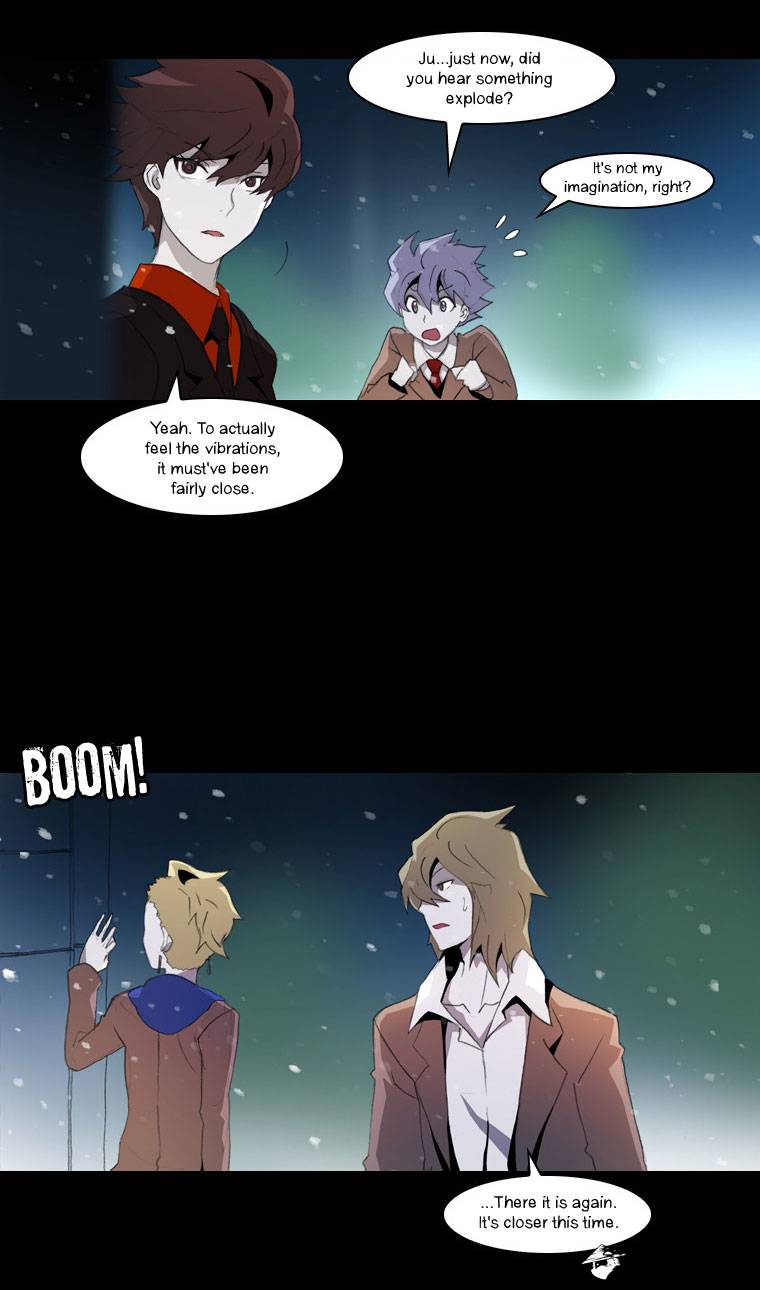 Ju...just now, did
you hear something
explode?
It's not my
imagination, right?
Yeah. To actually
feel the vibrations,
it must've been
fairly close.
BOOM!
...There it is again.
It's closer this time.